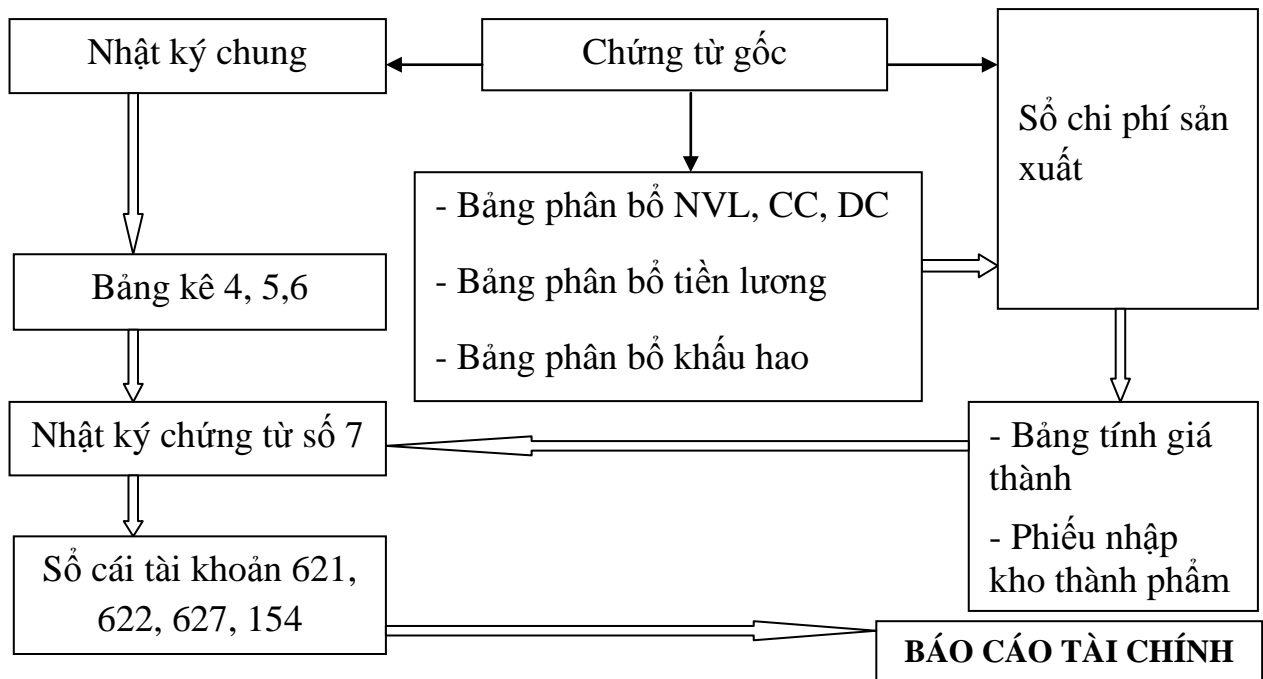 Nhật ký chung
Chứng từ gốc
Sổ chi phí sản
xuất
- Bảng phân bổ NVL, CC, DC
- Bảng phân bổ tiền lương
- Bảng phân bổ khấu hao
Bảng kê 4, 5,6
Nhật ký chứng từ số 7
- Bảng tính giá
thành
- Phiếu nhập
kho thành phẩm
Sổ cái tài khoản 621,
622, 627, 154
BÁO CÁO TÀI CHÍNH